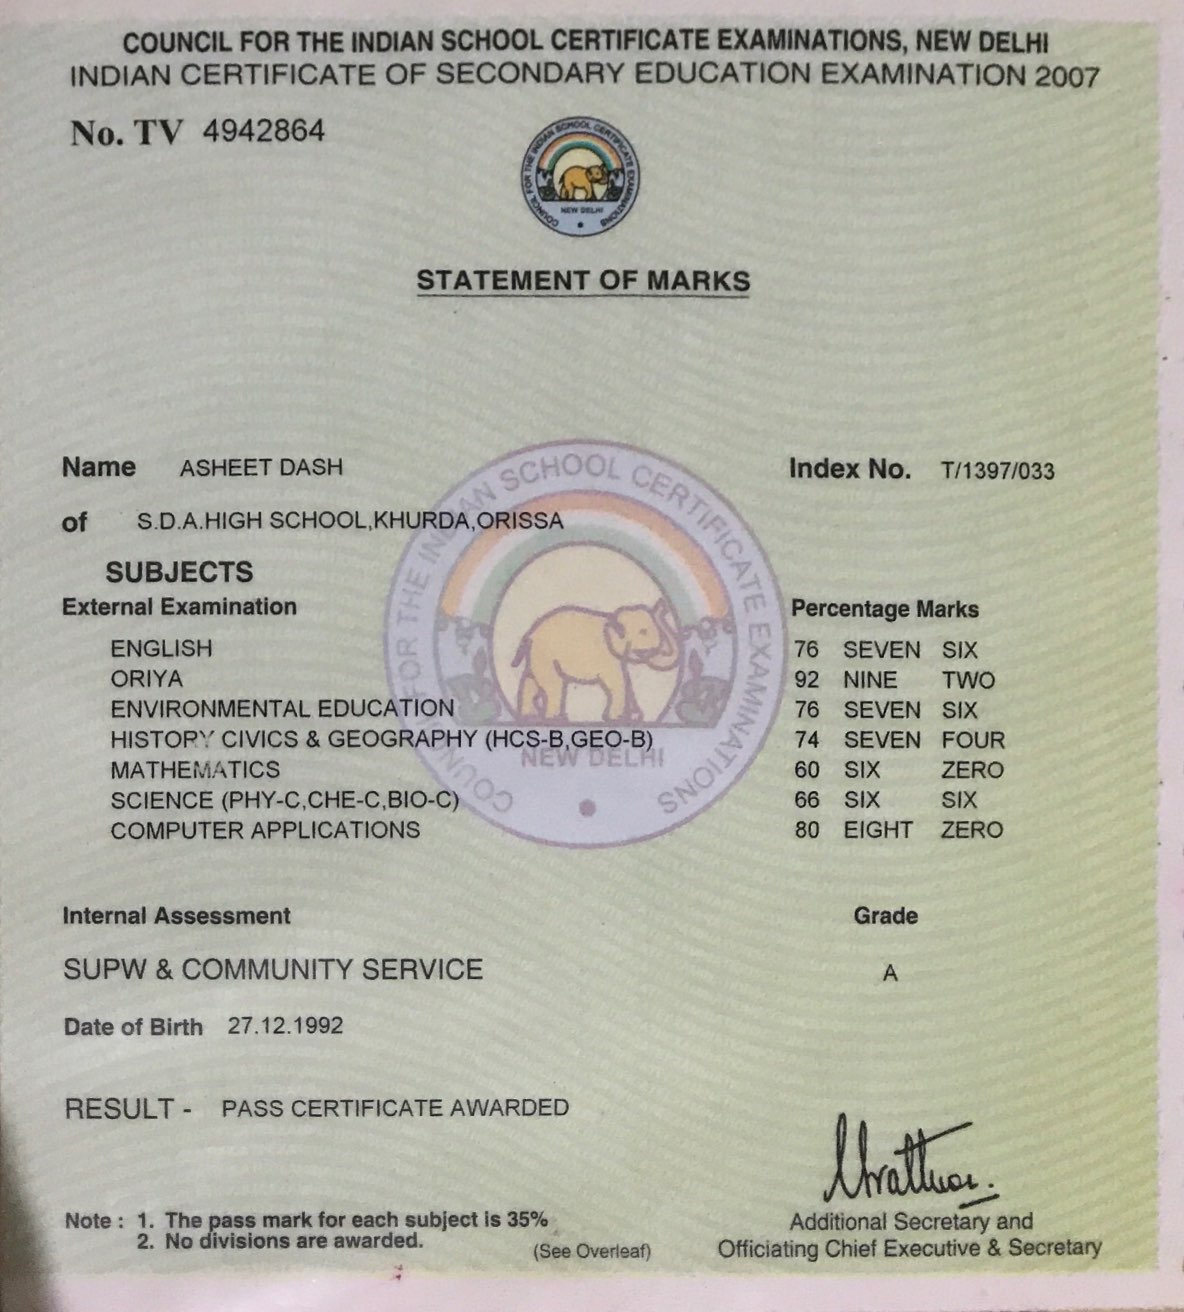 COUNCIL FOR THE INDIAN SCHOOL CERTIFICATE EXAMINATIONS, NEW DELHI
INDIAN CERTIFICATE OF SECONDARY EDUCATION EXAMINATION 2007
No. TV 4942864
COUNCIL FOR THE INDIAN SCHOOL CERTIFICATE EXAMINATIONS
NEW DELHI
STATEMENT OF MARKS
Name ASHEET DASH Index No. T/1397/033
of S.D.A.HIGH SCHOOL,KHURDA,ORISSA
SUBJECTS
External Examination Percentage Marks
ENGLISH 76 SEVEN SIX
ORIYA 92 NINE TWO
ENVIRONMENTAL EDUCATION 76 SEVEN SIX
HISTORY CIVICS & GEOGRAPHY (HCS-B,GEO-B) 74 SEVEN FOUR
MATHEMATICS 60 SIX ZERO
SCIENCE (PHY-C,CHE-C,BIO-C) 66 SIX SIX
COMPUTER APPLICATIONS 80 EIGHT ZERO
COUNCIL FOR THE INDIAN SCHOOL CERTIFICATE EXAMINATIONS
NEW DELHI
Internal Assessment Grade
SUPW & COMMUNITY SERVICE A
Date of Birth 27.12.1992
RESULT - PASS CERTIFICATE AWARDED
Note : 1. The pass mark for each subject is 35%
2. No divisions are awarded.
(See Overleaf)
Additional Secretary and
Officiating Chief Executive & Secretary